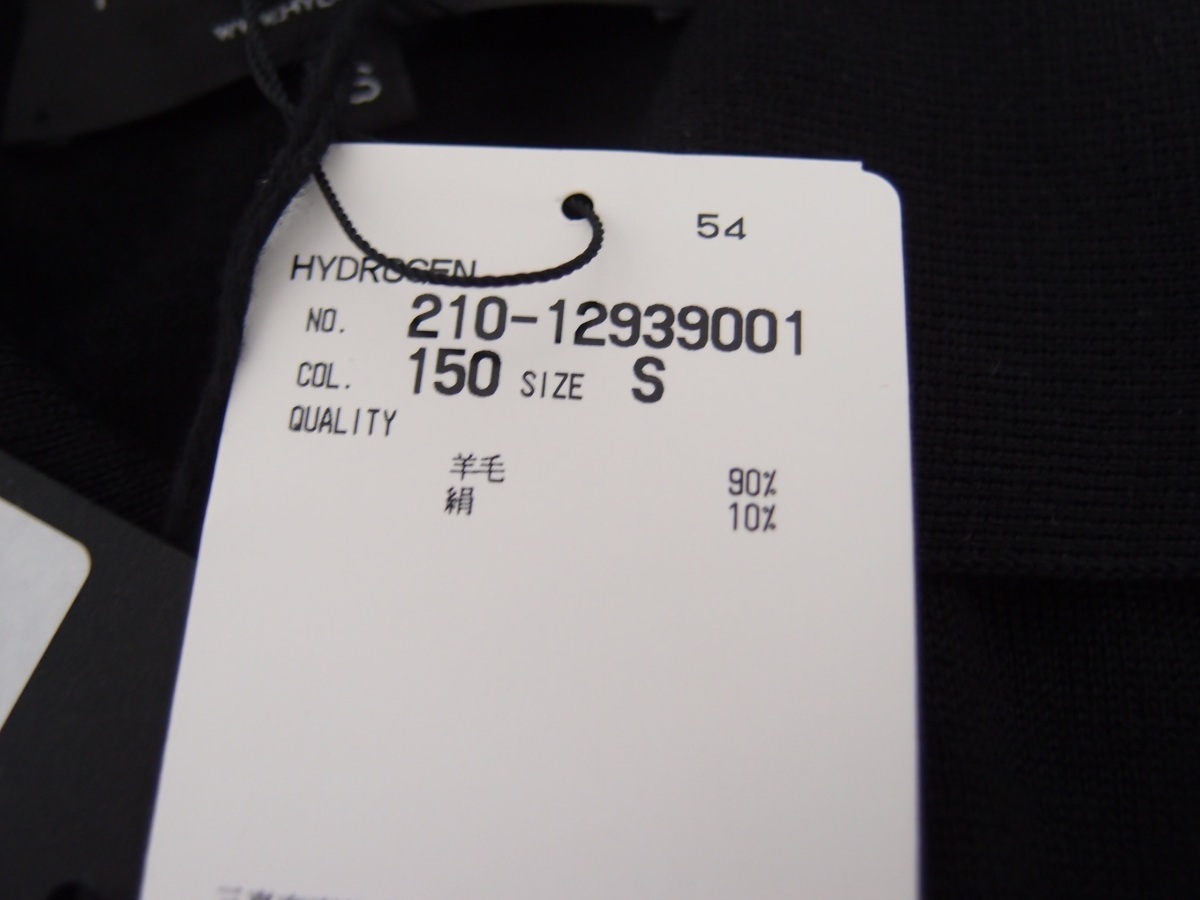 S
54
HYDROGEN
NO. 210-12939001
COL. 150 SIZE S
QUALITY
羊毛 90%
絹 10%